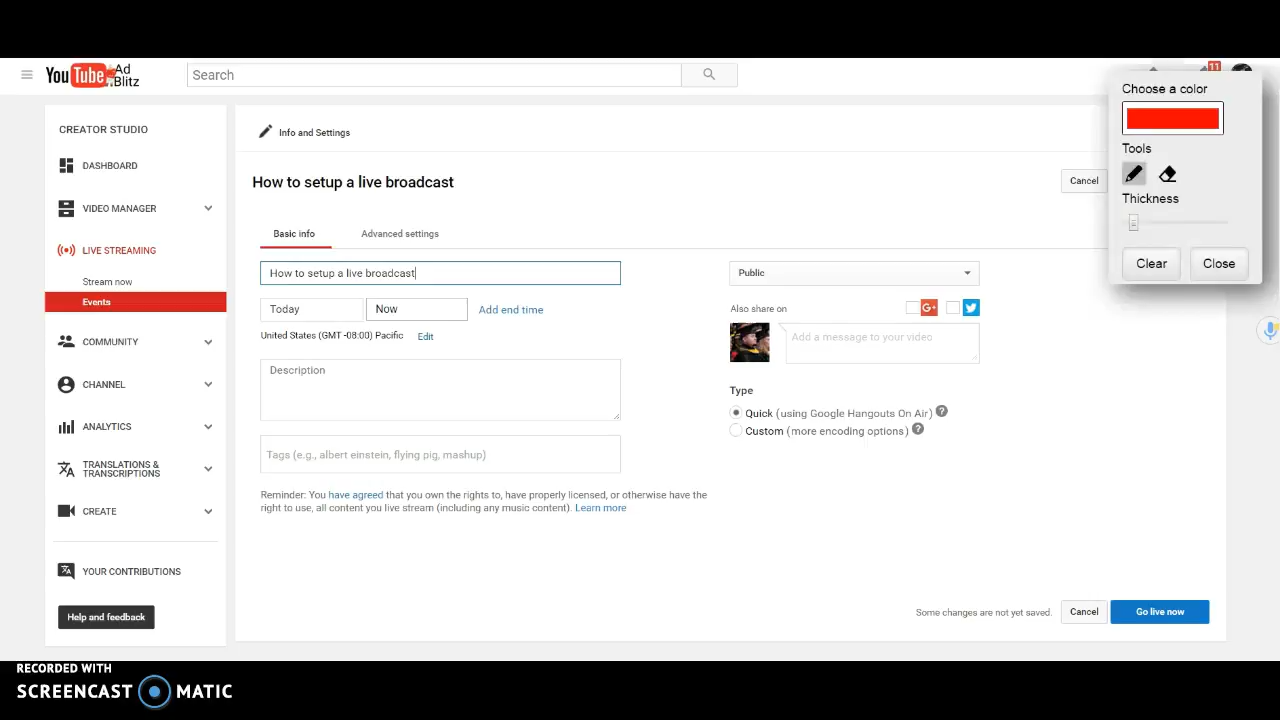 YouTube Ad Blitz
Search
11
CREATOR STUDIO
DASHBOARD
VIDEO MANAGER
LIVE STREAMING
Stream now
Events
COMMUNITY
CHANNEL
ANALYTICS
TRANSLATIONS &
TRANSCRIPTIONS
CREATE
YOUR CONTRIBUTIONS
Help and feedback
Info and Settings
How to setup a live broadcast
Cancel
Basic info
Advanced settings
How to setup a live broadcast
Today
Now
Add end time
United States (GMT -08:00) Pacific
Edit
Description
Tags (e.g., albert einstein, flying pig, mashup)
Reminder: You have agreed that you own the rights to, have properly licensed, or otherwise have the
right to use, all content you live stream (including any music content). Learn more
Public
Also share on
G+
Add a message to your video
Type
Quick (using Google Hangouts On Air) ?
Custom (more encoding options) ?
Some changes are not yet saved.
Cancel
Go live now
Choose a color
Tools
Thickness
Clear
Close
RECORDED WITH
SCREENCAST MATIC